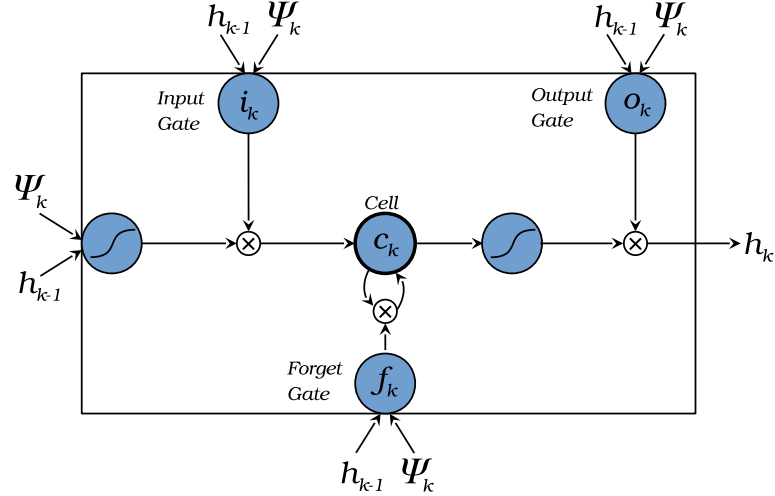 h_{k-1} Ψ_k
h_{k-1} Ψ_k
Input
Gate
i_k
Output
Gate
o_k
Ψ_k
h_{k-1}
Cell
c_k
h_k
Forget
Gate
f_k
h_{k-1} Ψ_k